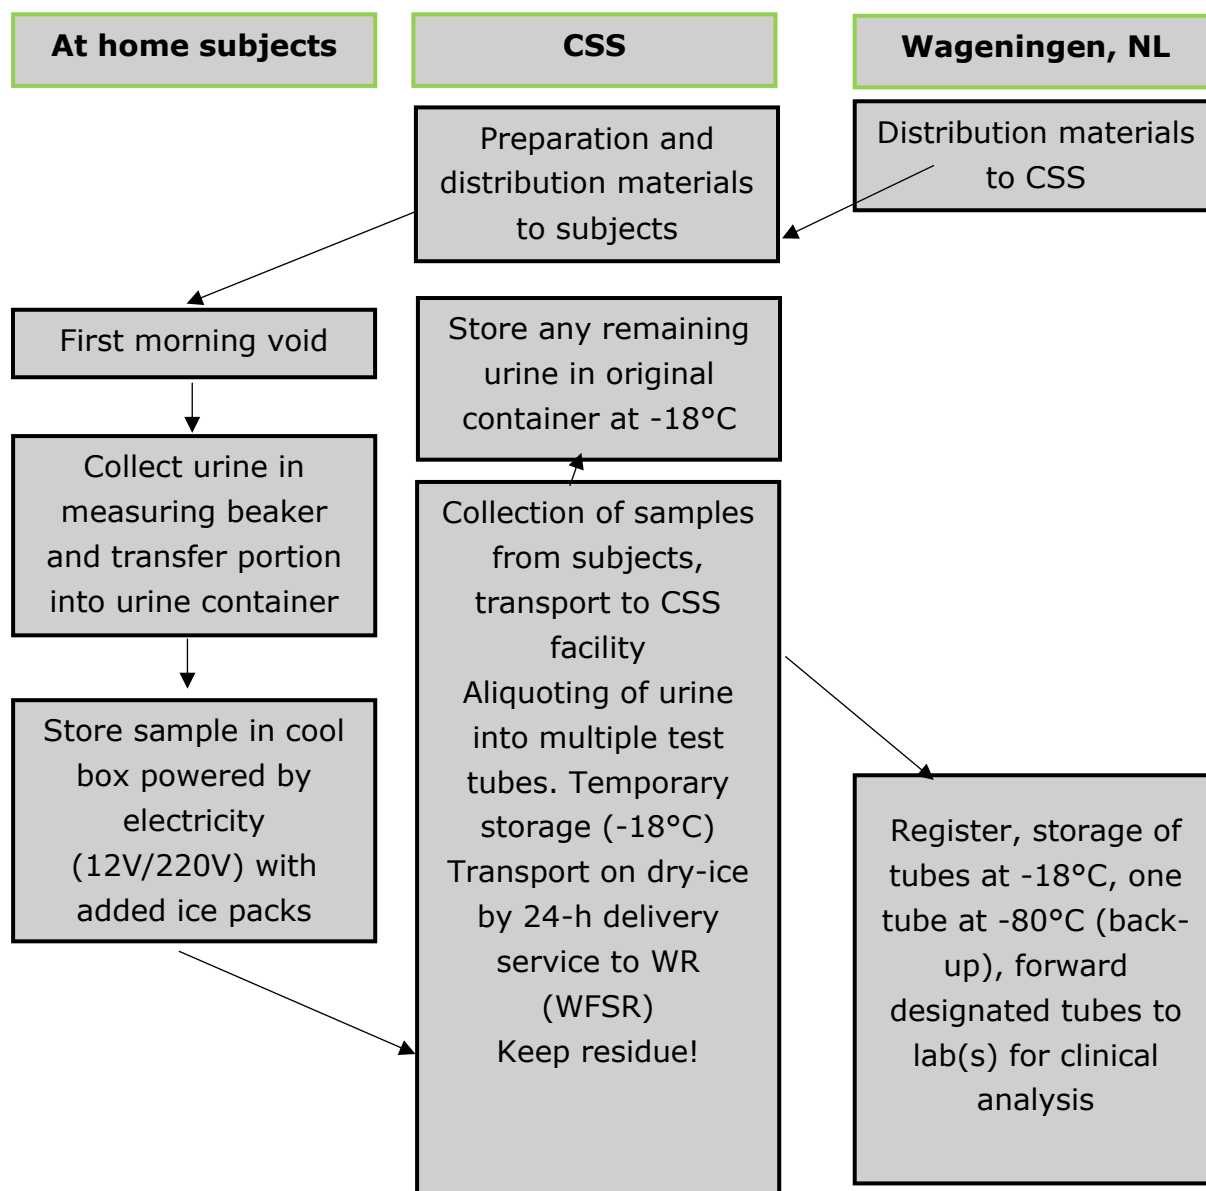 At home subjects
CSS
Wageningen, NL
Preparation and
distribution materials
to subjects
Distribution materials
to CSS
First morning void
Store any remaining
urine in original
container at -18°C
Collect urine in
measuring beaker
and transfer portion
into urine container
Collection of samples
from subjects,
transport to CSS
facility
Aliquoting of urine
into multiple test
tubes. Temporary
storage (-18°C)
Transport on dry-ice
by 24-h delivery
service to WR
(WFSR)
Keep residue!
Store sample in cool
box powered by
electricity
(12V/220V) with
added ice packs
Register, storage of
tubes at -18°C, one
tube at -80°C (back-
up), forward
designated tubes to
lab(s) for clinical
analysis